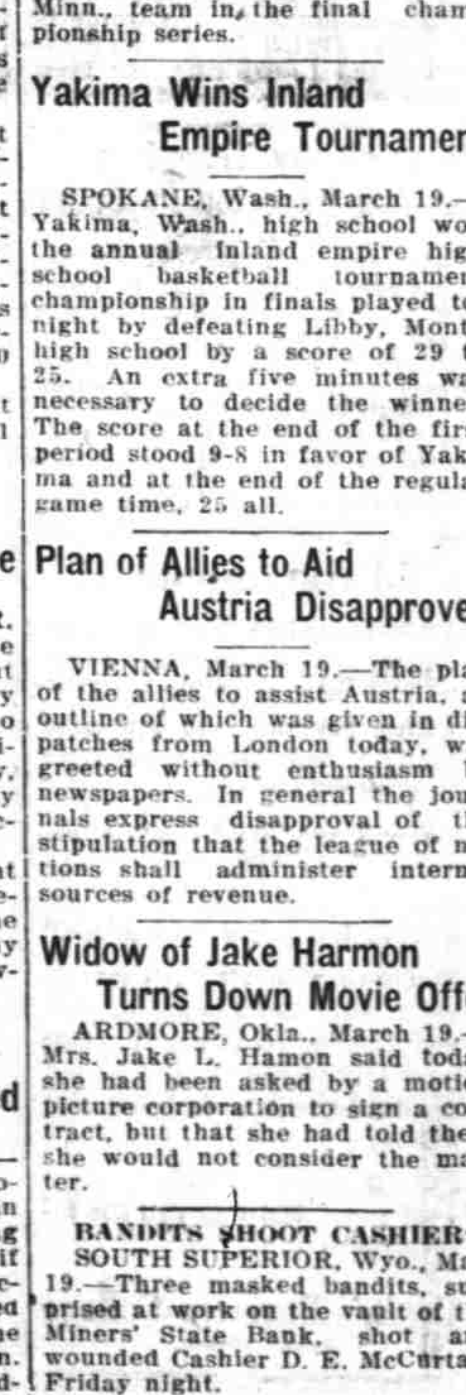 Minn., team in the final cham
pionship series.
Yakima Wins Inland
Empire Tournamen
SPOKANE, Wash., March 19.—
Yakima, Wash., high school wo
the annual inland empire hig
school basketball tournamen
championship in finals played to
night by defeating Libby, Mont
high school by a score of 29 t
25. An extra five minutes wa
necessary to decide the winne
The score at the end of the firs
period stood 9-8 in favor of Yak
ma and at the end of the regula
game time, 25 all.
Plan of Allies to Aid
Austria Disapprove
VIENNA, March 19.—The pla
of the allies to assist Austria, a
outline of which was given in di
patches from London today, w
greeted without enthusiasm
newspapers. In general the jou
nals express disapproval of t
stipulation that the league of n
tions shall administer intern
sources of revenue.
Widow of Jake Harmon
Turns Down Movie Off
ARDMORE, Okla., March 19.—
Mrs. Jake L. Hamon said toda
she had been asked by a motio
picture corporation to sign a co
tract, but that she had told the
she would not consider the ma
ter.
BANDITS SHOOT CASHIER
SOUTH SUPERIOR, Wyo., Ma
19.—Three masked bandits, su
prised at work on the vault of t
Miners' State Bank, shot a
wounded Cashier D. E. McCurta
Friday night.